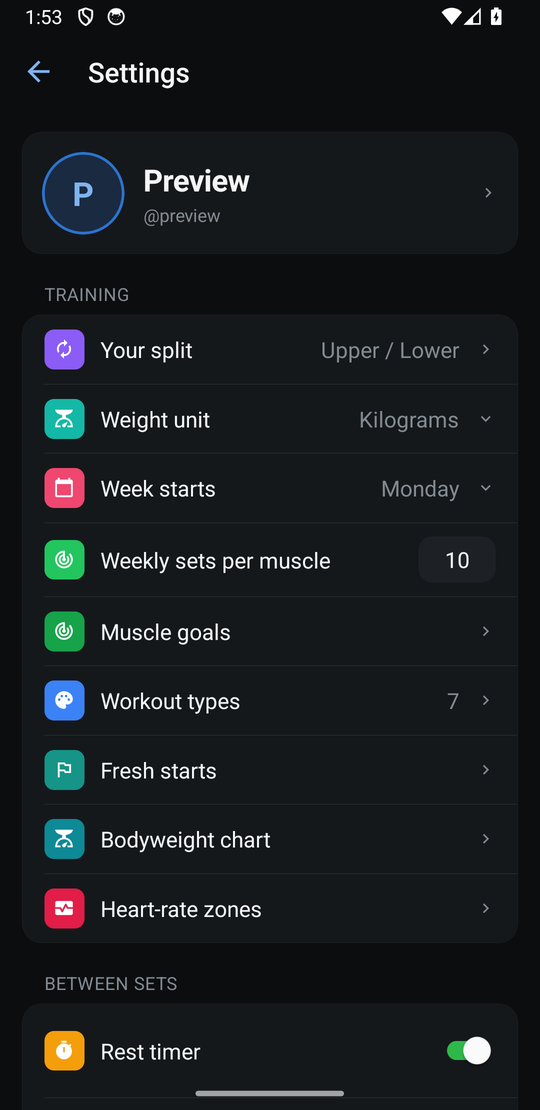 1:53
Settings
P
Preview
@preview
TRAINING
Your split Upper / Lower
Weight unit Kilograms
Week starts Monday
Weekly sets per muscle 10
Muscle goals
Workout types 7
Fresh starts
Bodyweight chart
Heart-rate zones
BETWEEN SETS
Rest timer